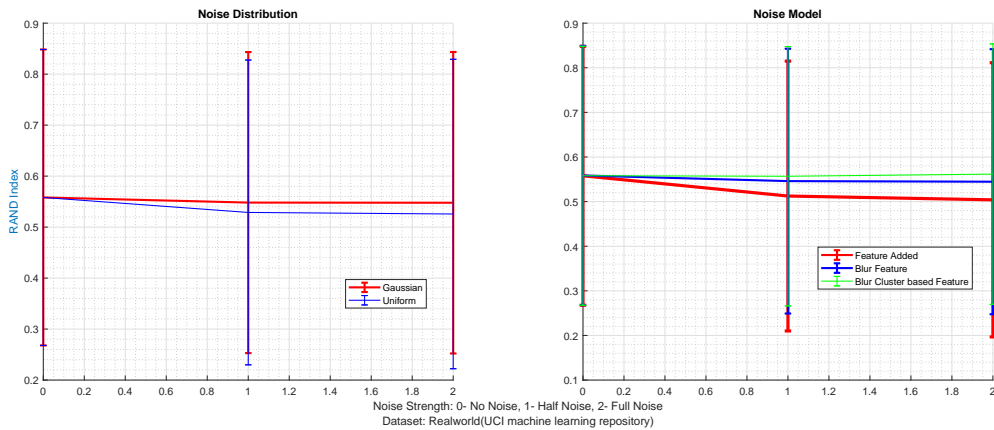 Noise Distribution
0.9
0.8
0.7
0.6
0.5
0.4
0.3
0.2
RAND Index
Gaussian
Uniform
0 0.2 0.4 0.6 0.8 1 1.2 1.4 1.6 1.8 2
Noise Model
0.9
0.8
0.7
0.6
0.5
0.4
0.3
0.2
0.1
Feature Added
Blur Feature
Blur Cluster based Feature
0 0.2 0.4 0.6 0.8 1 1.2 1.4 1.6 1.8 2
Noise Strength: 0- No Noise, 1- Half Noise, 2- Full Noise
Dataset: Realworld(UCI machine learning repository)